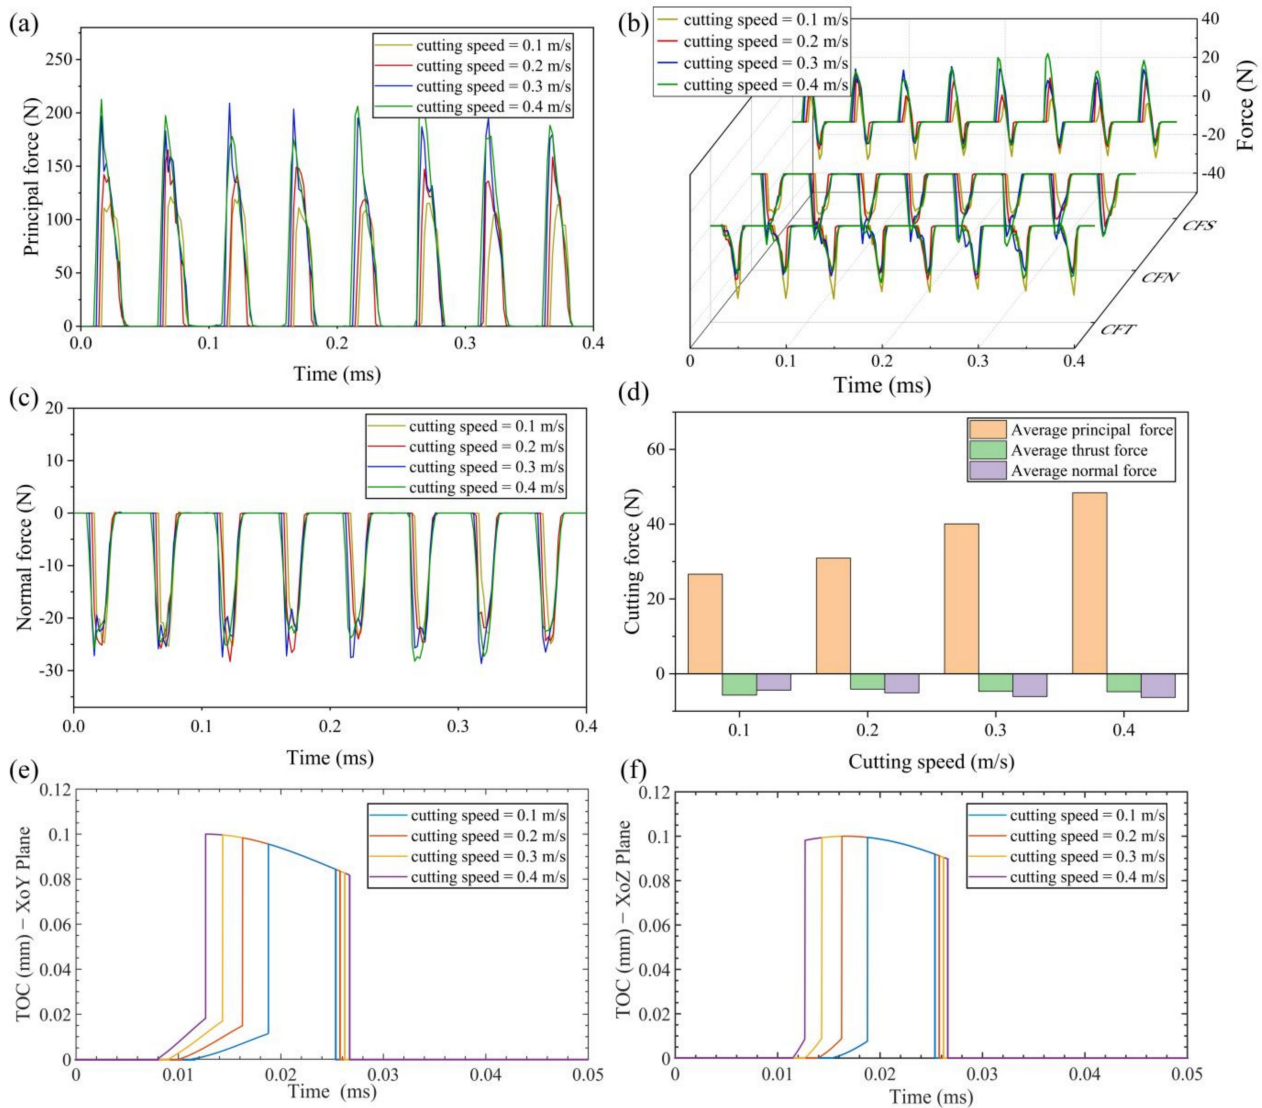 (a)
250
200
150
100
50
0
Principal force (N)
cutting speed = 0.1 m/s
cutting speed = 0.2 m/s
cutting speed = 0.3 m/s
cutting speed = 0.4 m/s
0.0 0.1 0.2 0.3 0.4
Time (ms)
(b)
cutting speed = 0.1 m/s
cutting speed = 0.2 m/s
cutting speed = 0.3 m/s
cutting speed = 0.4 m/s
40
20
0
-20
-40
Force (N)
CFS
CFN
CFT
0 0.1 0.2 0.3 0.4
Time (ms)
(c)
20
10
0
-10
-20
-30
Normal force (N)
cutting speed = 0.1 m/s
cutting speed = 0.2 m/s
cutting speed = 0.3 m/s
cutting speed = 0.4 m/s
0.0 0.1 0.2 0.3 0.4
Time (ms)
(d)
60
40
20
0
Cutting force (N)
Average principal force
Average thrust force
Average normal force
0.1 0.2 0.3 0.4
Cutting speed (m/s)
(e)
0.12
0.1
0.08
0.06
0.04
0.02
0
TOC (mm) − XoY Plane
cutting speed = 0.1 m/s
cutting speed = 0.2 m/s
cutting speed = 0.3 m/s
cutting speed = 0.4 m/s
0 0.01 0.02 0.03 0.04 0.05
Time (ms)
(f)
0.12
0.1
0.08
0.06
0.04
0.02
0
TOC (mm) − XoZ Plane
cutting speed = 0.1 m/s
cutting speed = 0.2 m/s
cutting speed = 0.3 m/s
cutting speed = 0.4 m/s
0 0.01 0.02 0.03 0.04 0.05
Time (ms)